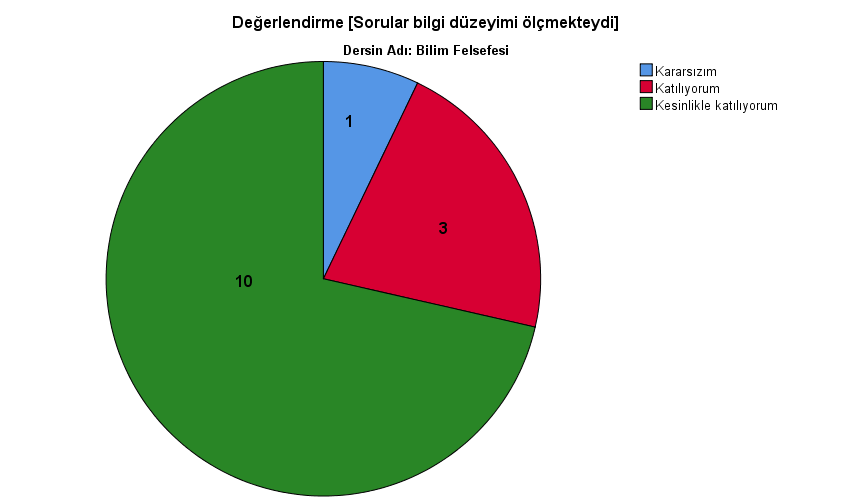 Değerlendirme [Sorular bilgi düzeyimi ölçmekteydi]
Dersin Adı: Bilim Felsefesi
Kararsızım
Katılıyorum
Kesinlikle katılıyorum
1
3
10